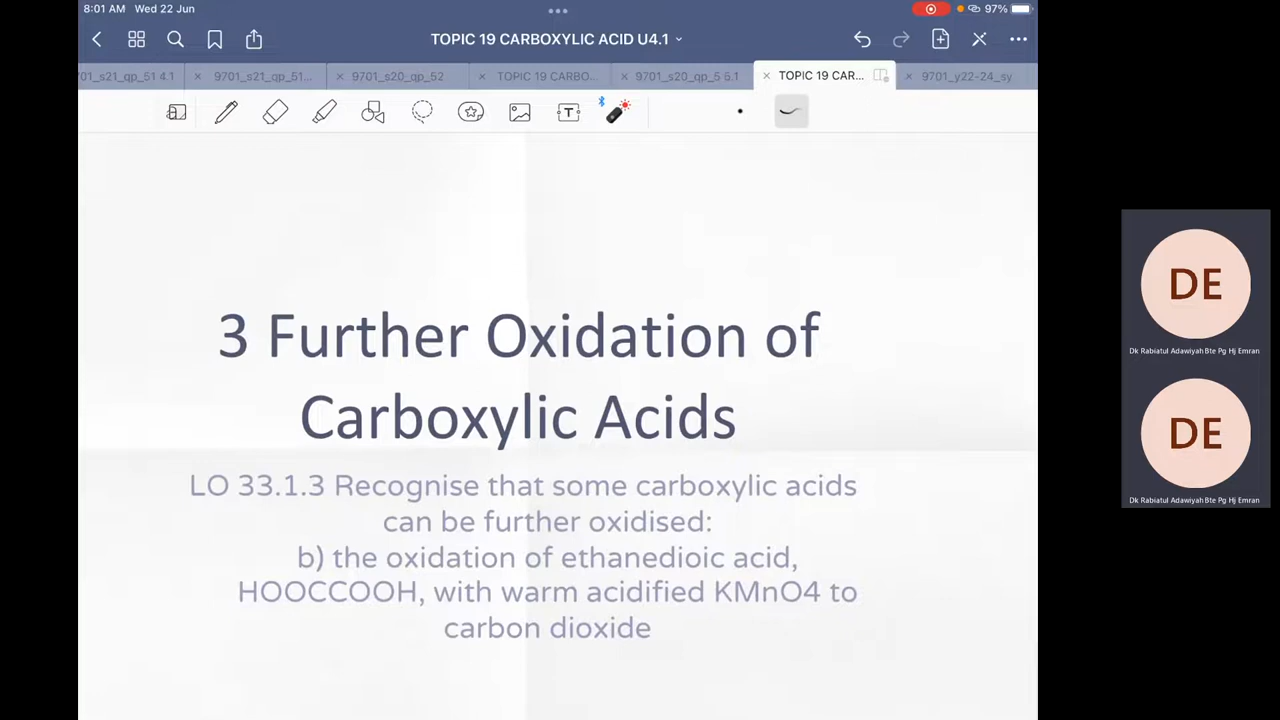 8:01 AM Wed 22 Jun
97%
TOPIC 19 CARBOXYLIC ACID U4.1
01_s21_qp_51 4.1
9701_s21_qp_51...
9701_s20_qp_52
TOPIC 19 CARBO...
9701_s20_qp_5 6.1
TOPIC 19 CAR...
9701_y22-24_sy
T
3 Further Oxidation of
Carboxylic Acids
LO 33.1.3 Recognise that some carboxylic acids
can be further oxidised:
b) the oxidation of ethanedioic acid,
HOOCCOOH, with warm acidified KMnO4 to
carbon dioxide
DE
Dk Rabiatul Adawiyah Bte Pg Hj Emran
DE
Dk Rabiatul Adawiyah Bte Pg Hj Emran